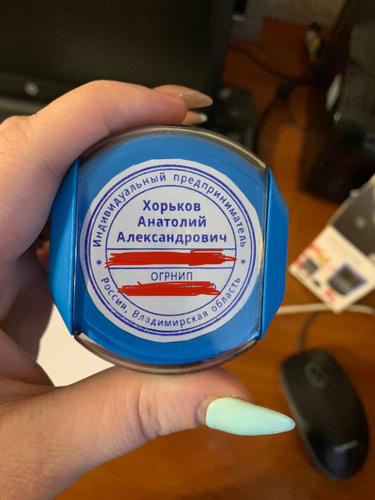 Индивидуальный предприниматель
Хорьков
Анатолий
Александрович
ОГРНИП
* Россия, Владимирская область *